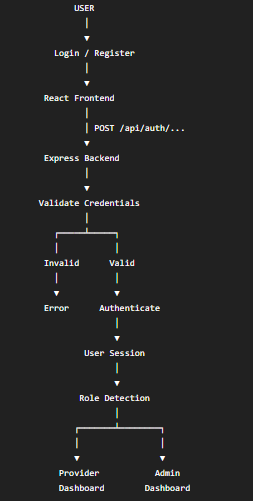 USER
Login / Register
React Frontend
POST /api/auth/...
Express Backend
Validate Credentials
Invalid Valid
Error Authenticate
User Session
Role Detection
Provider Admin
Dashboard Dashboard